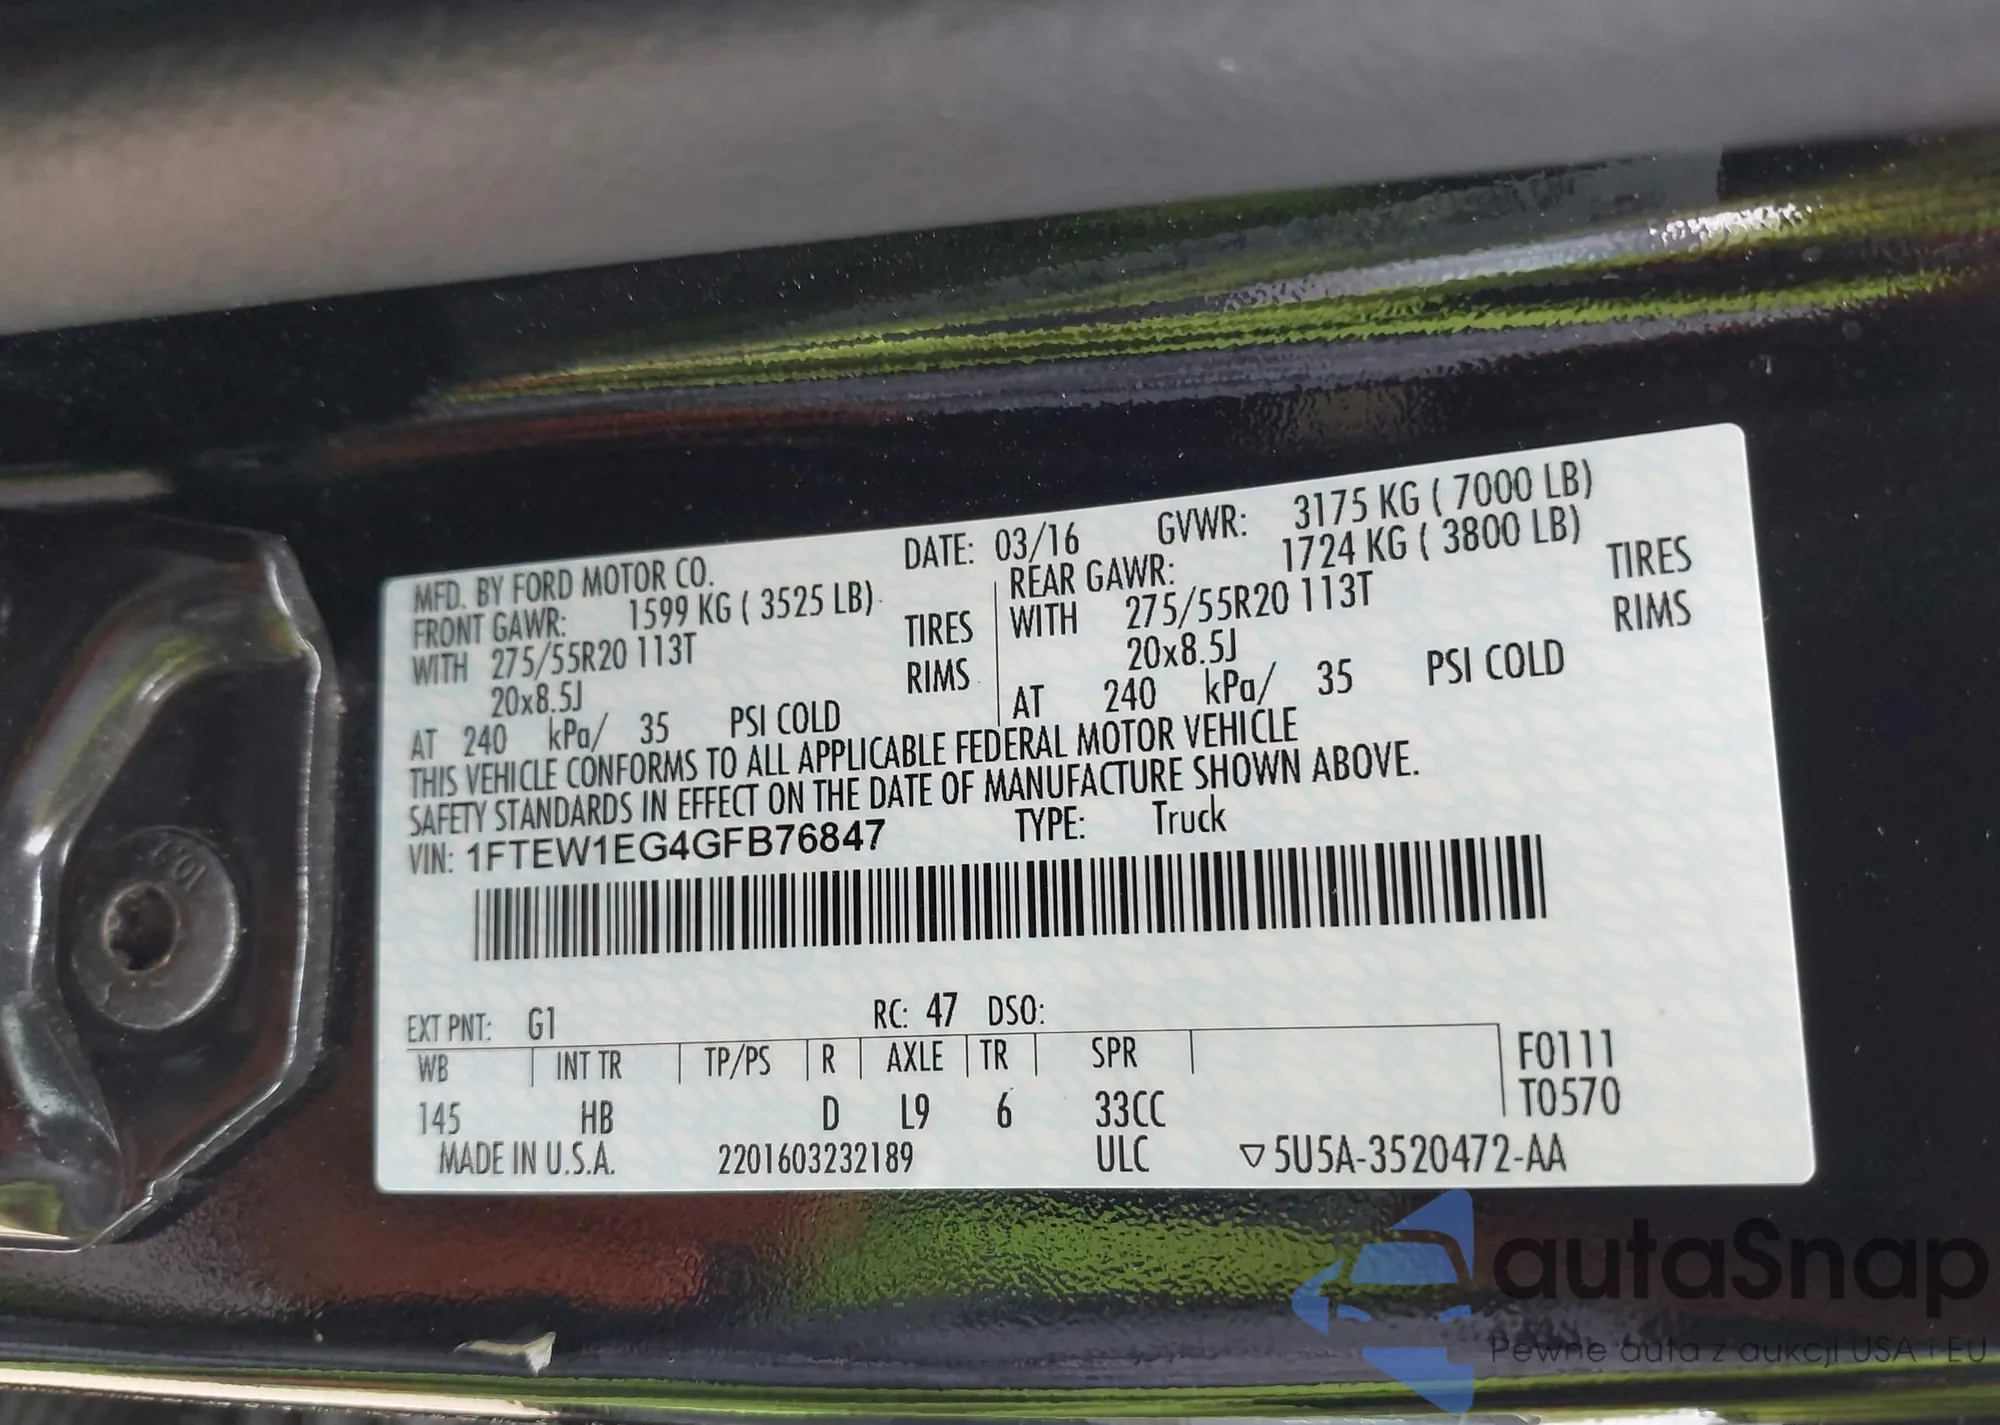 MFD. BY FORD MOTOR CO. DATE: 03/16 GVWR: 3175 KG ( 7000 LB)
FRONT GAWR: 1599 KG ( 3525 LB) REAR GAWR: 1724 KG ( 3800 LB)
WITH 275/55R20 113T TIRES WITH 275/55R20 113T TIRES
20x8.5J RIMS 20x8.5J RIMS
AT 240 kPa/ 35 PSI COLD AT 240 kPa/ 35 PSI COLD
THIS VEHICLE CONFORMS TO ALL APPLICABLE FEDERAL MOTOR VEHICLE
SAFETY STANDARDS IN EFFECT ON THE DATE OF MANUFACTURE SHOWN ABOVE.
VIN: 1FTEW1EG4GFB76847 TYPE: Truck
EXT PNT: G1 RC: 47 DSO:
WB INT TR TP/PS R AXLE TR SPR F0111
145 HB D L9 6 33CC T0570
MADE IN U.S.A. 2201603232189 ULC ▽5U5A-3520472-AA
autaSnap
Pewne auta z aukcji USA i EU